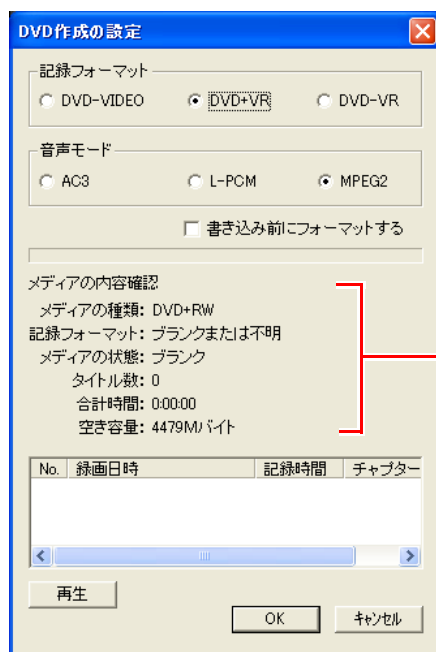 DVD作成の設定
記録フォーマット
DVD-VIDEO DVD+VR DVD-VR
音声モード
AC3 L-PCM MPEG2
書き込み前にフォーマットする
メディアの内容確認
メディアの種類: DVD+RW
記録フォーマット: ブランクまたは不明
メディアの状態: ブランク
タイトル数: 0
合計時間: 0:00:00
空き容量: 4479Mバイト
No. 録画日時 記録時間 チャプター
再生
OK キャンセル